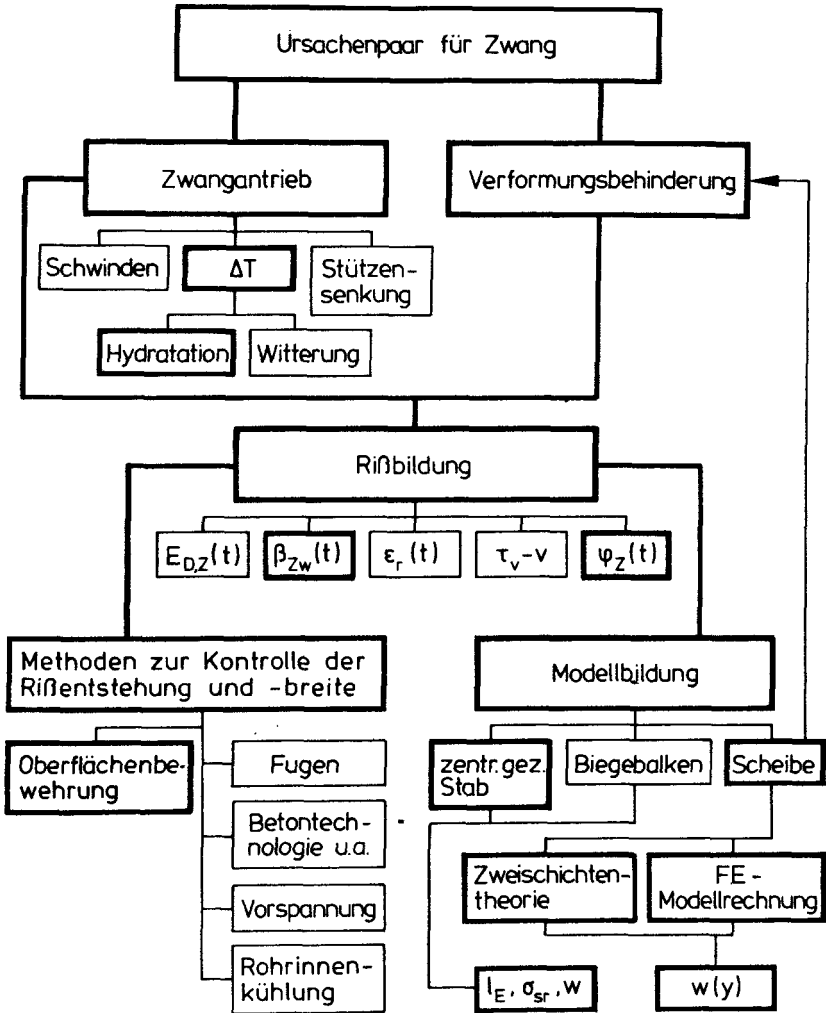 Ursachenpaar für Zwang
Zwangantrieb
Verformungsbehinderung
Schwinden
ΔT
Stützen-
senkung
Hydratation
Witterung
Rißbildung
E_D,Z(t)
β_Zw(t)
ε_r(t)
τ_v-v
φ_Z(t)
Methoden zur Kontrolle der
Rißentstehung und -breite
Modellbildung
Oberflächenbe-
wehrung
Fugen
Betontech-
nologie u.a.
Vorspannung
Rohrinnen-
kühlung
zentr. gez.
Stab
Biegebalken
Scheibe
Zweischichten-
theorie
FE-
Modellrechnung
l_E, σ_sr, w
w(y)